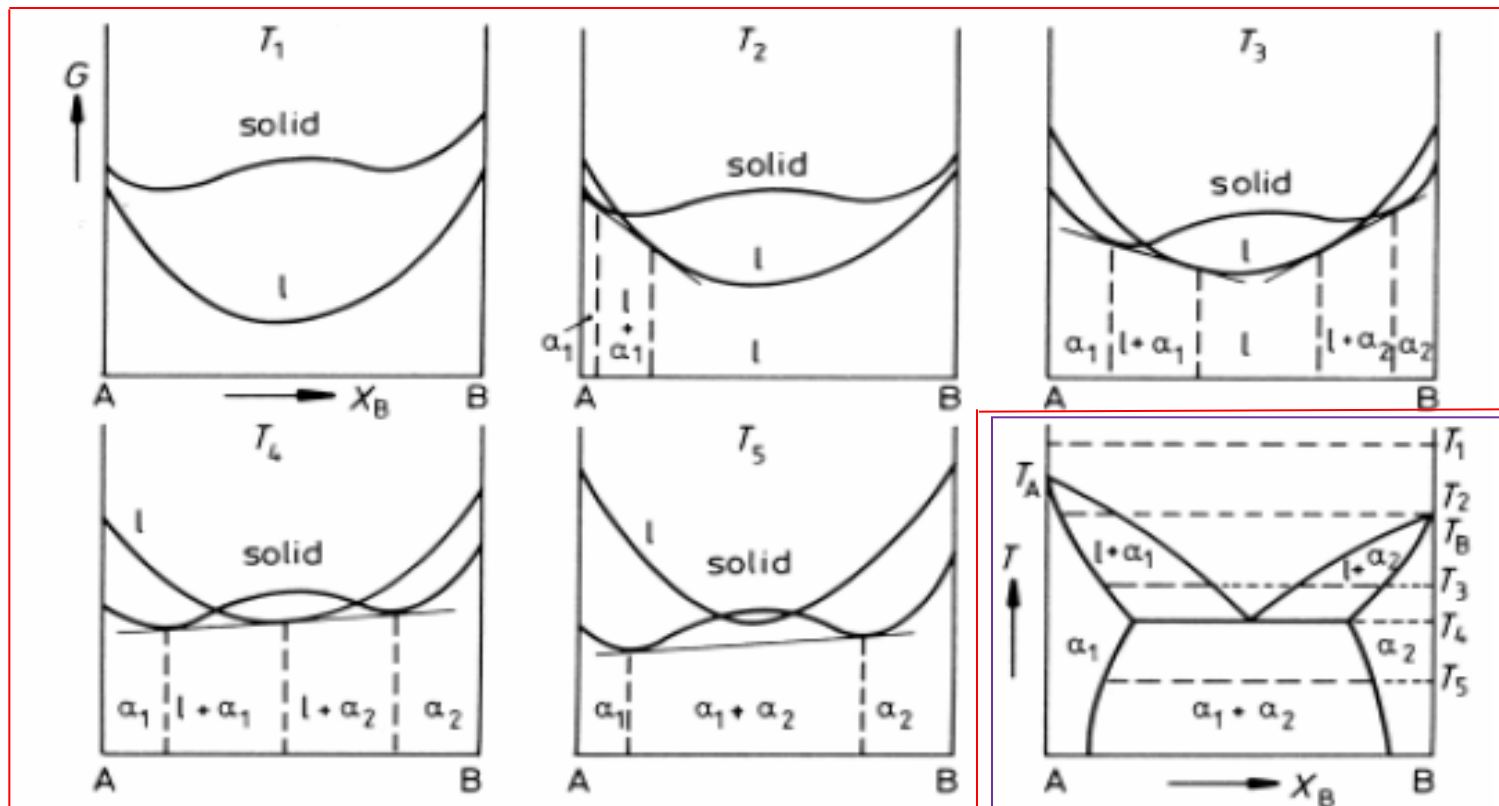 T1
G
solid
l
A
XB
B
T2
solid
l
α1
l
+
α1
l
A
B
T3
solid
l
α1
l + α1
l
l + α2
α2
A
B
T4
l
solid
α1
l + α1
l + α2
α2
A
B
T5
l
solid
α1
α1 + α2
α2
A
B
T1
TA
T2
TB
l + α1
l + α2
T
T3
T4
α1
α2
T5
α1 + α2
A
XB
B